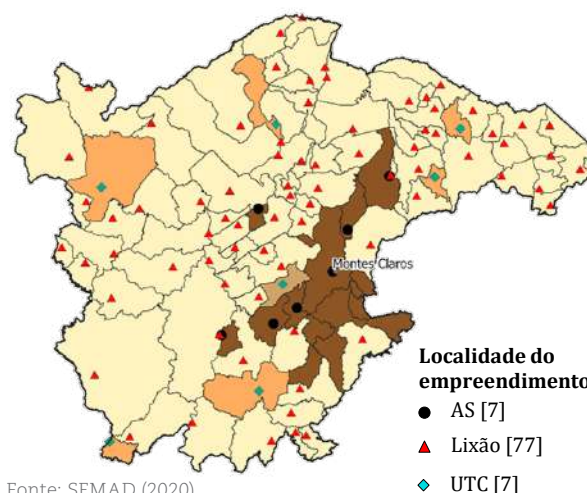 Montes Claros
Localidade do
empreendimento
AS [7]
Lixão [77]
UTC [7]
Fonte: SEMAD (2020)